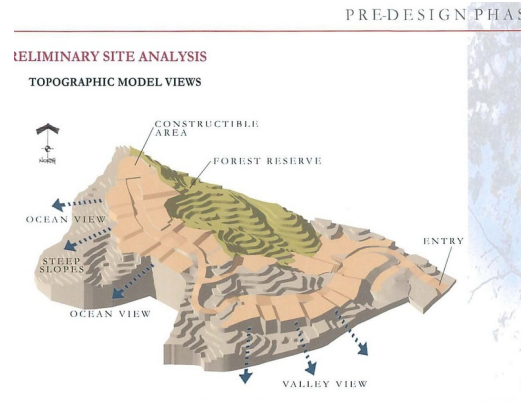 PRE-DESIGN PHAS
RELIMINARY SITE ANALYSIS
TOPOGRAPHIC MODEL VIEWS
NORTH
CONSTRUCTIBLE
AREA
FOREST RESERVE
OCEAN VIEW
ENTRY
STEEP
SLOPES
OCEAN VIEW
VALLEY VIEW